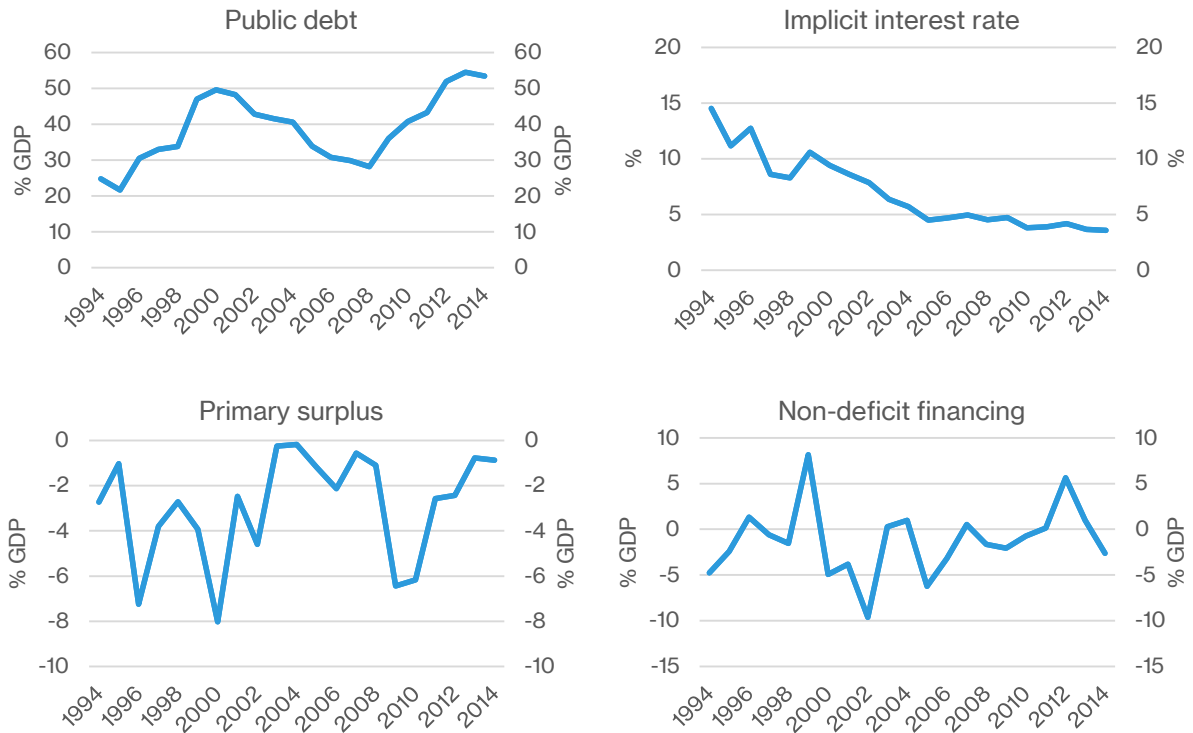 Public debt
60 60
50 50
40 40
30 30
20 20
10 10
0 0
% GDP % GDP
1994 1996 1998 2000 2002 2004 2006 2008 2010 2012 2014
Implicit interest rate
20 20
15 15
10 10
5 5
0 0
% %
1994 1996 1998 2000 2002 2004 2006 2008 2010 2012 2014
Primary surplus
0 0
-2 -2
-4 -4
-6 -6
-8 -8
-10 -10
% GDP % GDP
1994 1996 1998 2000 2002 2004 2006 2008 2010 2012 2014
Non-deficit financing
10 10
5 5
0 0
-5 -5
-10 -10
-15 -15
% GDP % GDP
1994 1996 1998 2000 2002 2004 2006 2008 2010 2012 2014